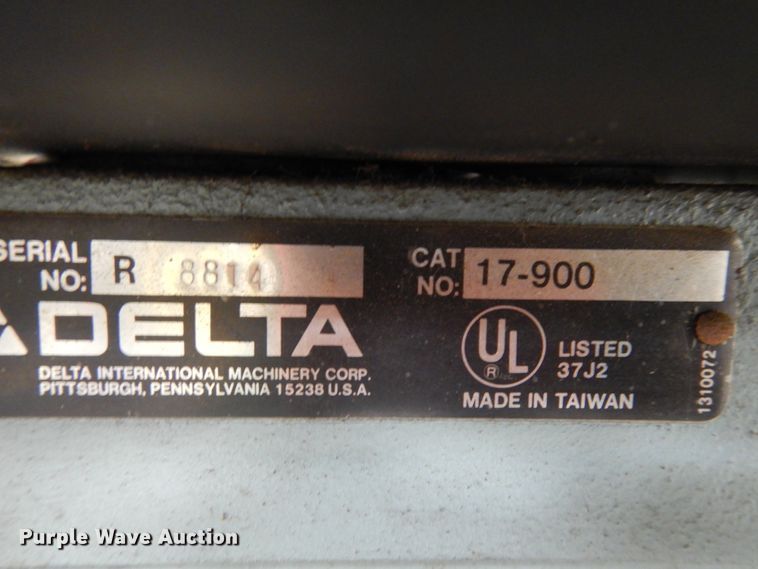 SERIAL
NO: R 8814
DELTA
DELTA INTERNATIONAL MACHINERY CORP.
PITTSBURGH, PENNSYLVANIA 15238 U.S.A.
CAT
NO: 17-900
UL
®
LISTED
37J2
MADE IN TAIWAN
1310072
Purple Wave Auction